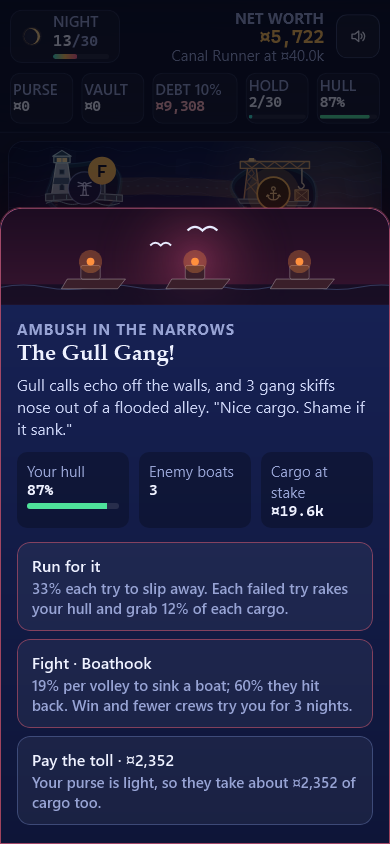 NIGHT
13/30
NET WORTH
¤5,722
Canal Runner at ¤40.0k
PURSE
¤0
VAULT
¤0
DEBT 10%
¤9,308
HOLD
2/30
HULL
87%
F
AMBUSH IN THE NARROWS
The Gull Gang!
Gull calls echo off the walls, and 3 gang skiffs
nose out of a flooded alley. "Nice cargo. Shame if
it sank."
Your hull
87%
Enemy boats
3
Cargo at
stake
¤19.6k
Run for it
33% each try to slip away. Each failed try rakes
your hull and grab 12% of each cargo.
Fight · Boathook
19% per volley to sink a boat; 60% they hit
back. Win and fewer crews try you for 3 nights.
Pay the toll · ¤2,352
Your purse is light, so they take about ¤2,352 of
cargo too.